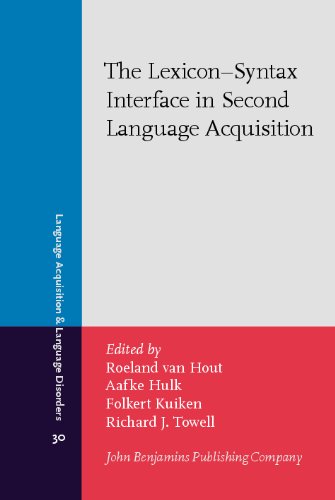 The Lexicon–Syntax
Interface in Second
Language Acquisition
Language Acquisition & Language Disorders
30
Edited by
Roeland van Hout
Aafke Hulk
Folkert Kuiken
Richard J. Towell
John Benjamins Publishing Company